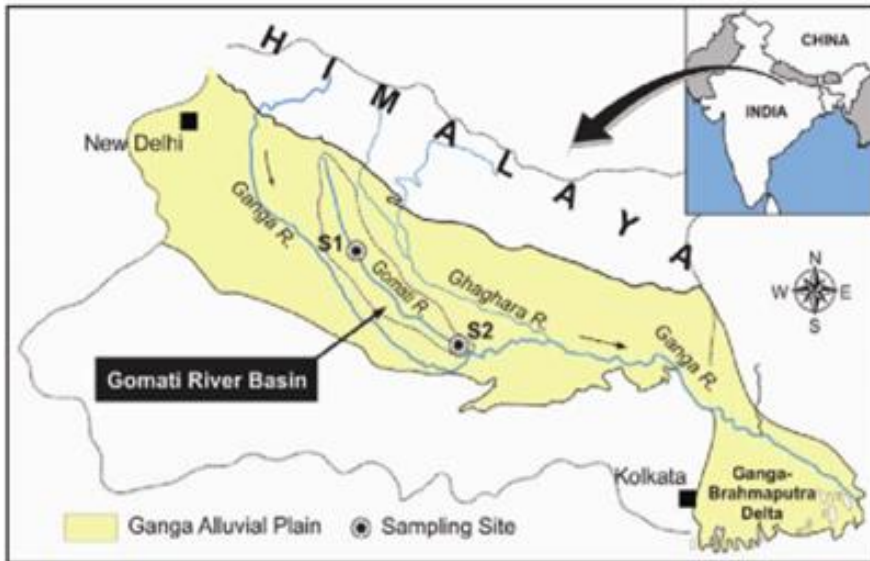 HIMALAYA
CHINA
INDIA
New Delhi
Ganga R.
S1
Gomati R.
Ghaghara R.
S2
Ganga R.
Gomati River Basin
N
W E
S
Kolkata
Ganga-
Brahmaputra
Delta
Ganga Alluvial Plain
Sampling Site